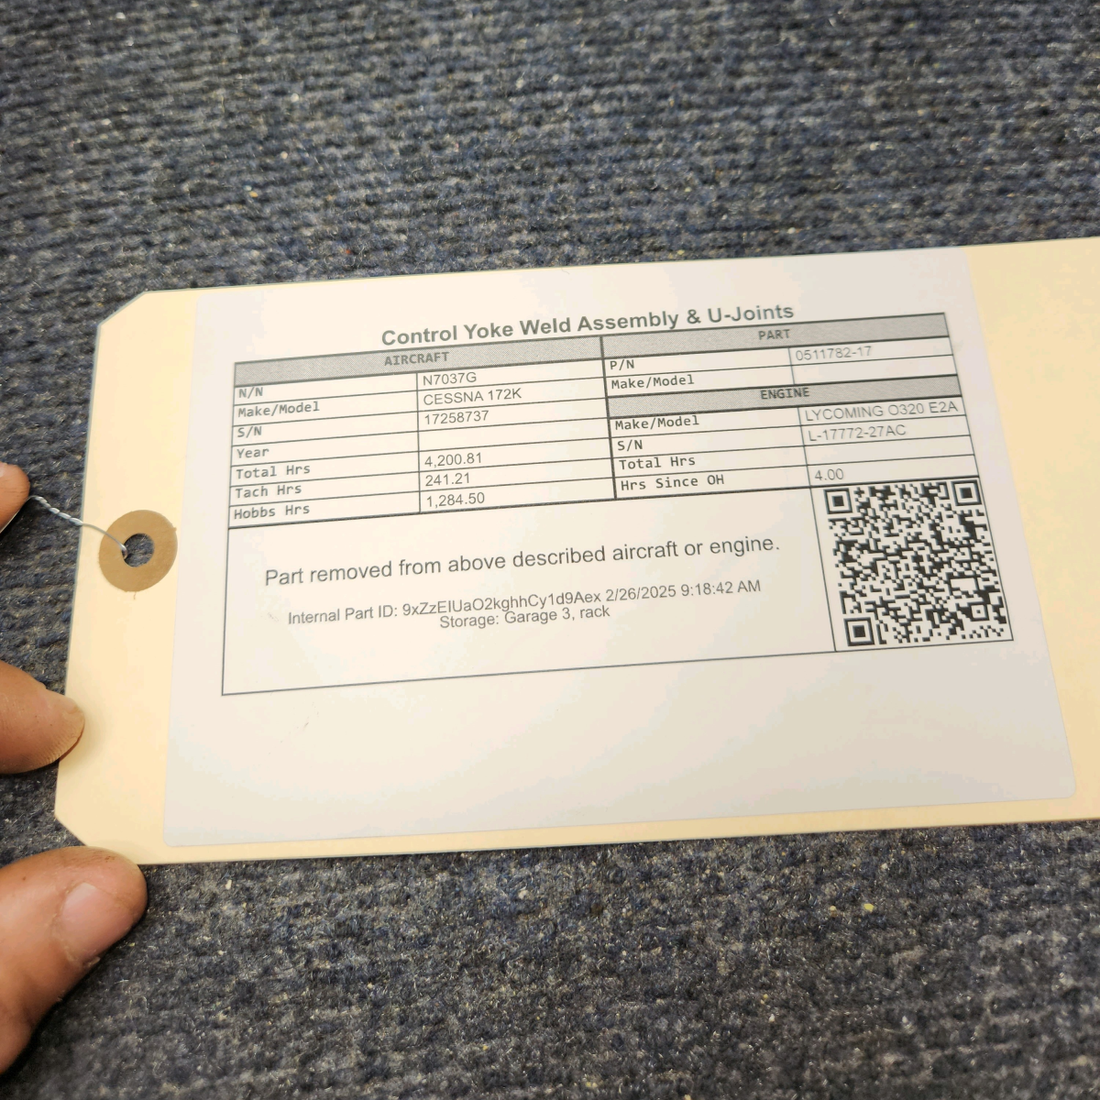 Control Yoke Weld Assembly & U-Joints
AIRCRAFT
N/N N7037G
Make/Model CESSNA 172K
S/N 17258737
Year
Total Hrs 4,200.81
Tach Hrs 241.21
Hobbs Hrs 1,284.50
PART
P/N 0511782-17
Make/Model
ENGINE
Make/Model LYCOMING O320 E2A
S/N L-17772-27AC
Total Hrs
Hrs Since OH 4.00
Part removed from above described aircraft or engine.
Internal Part ID: 9xZzEIUaO2kghhCy1d9Aex 2/26/2025 9:18:42 AM
Storage: Garage 3, rack